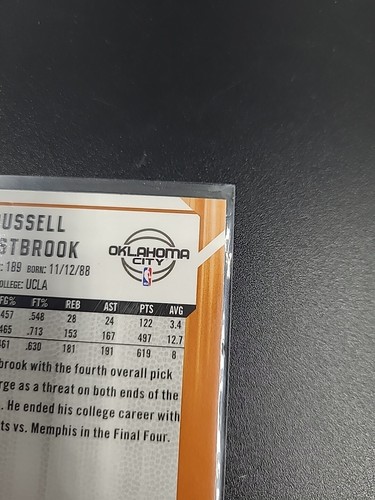 RUSSELL
STBROOK
: 189 BORN: 11/12/88
OLLEGE: UCLA
OKLAHOMA
CITY
NBA
FG% FT% REB AST PTS AVG
457 .548 28 24 122 3.4
465 .713 153 167 497 12.7
461 .630 181 191 619 8
brook with the fourth overall pick
rge as a threat on both ends of the
. He ended his college career with
ts vs. Memphis in the Final Four.